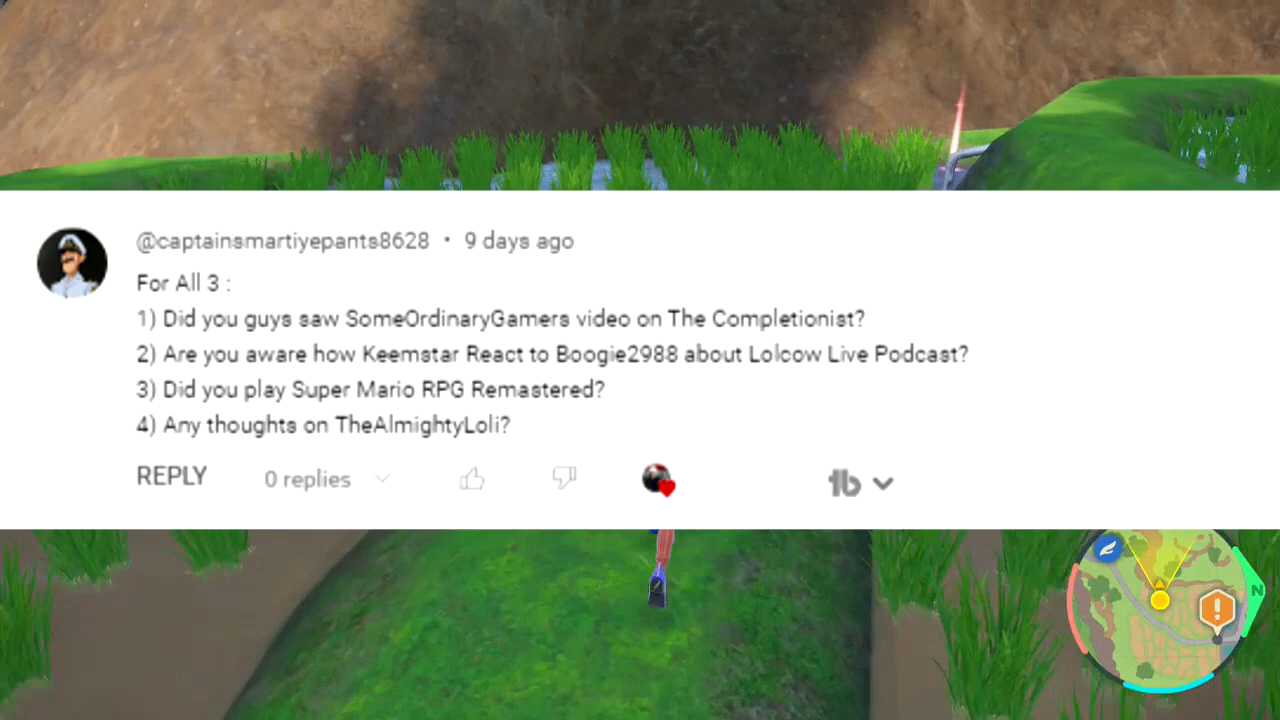 @captainsmartiyepants8628 • 9 days ago
For All 3 :
1) Did you guys saw SomeOrdinaryGamers video on The Completionist?
2) Are you aware how Keemstar React to Boogie2988 about Lolcow Live Podcast?
3) Did you play Super Mario RPG Remastered?
4) Any thoughts on TheAlmightyLoli?
REPLY 0 replies
N